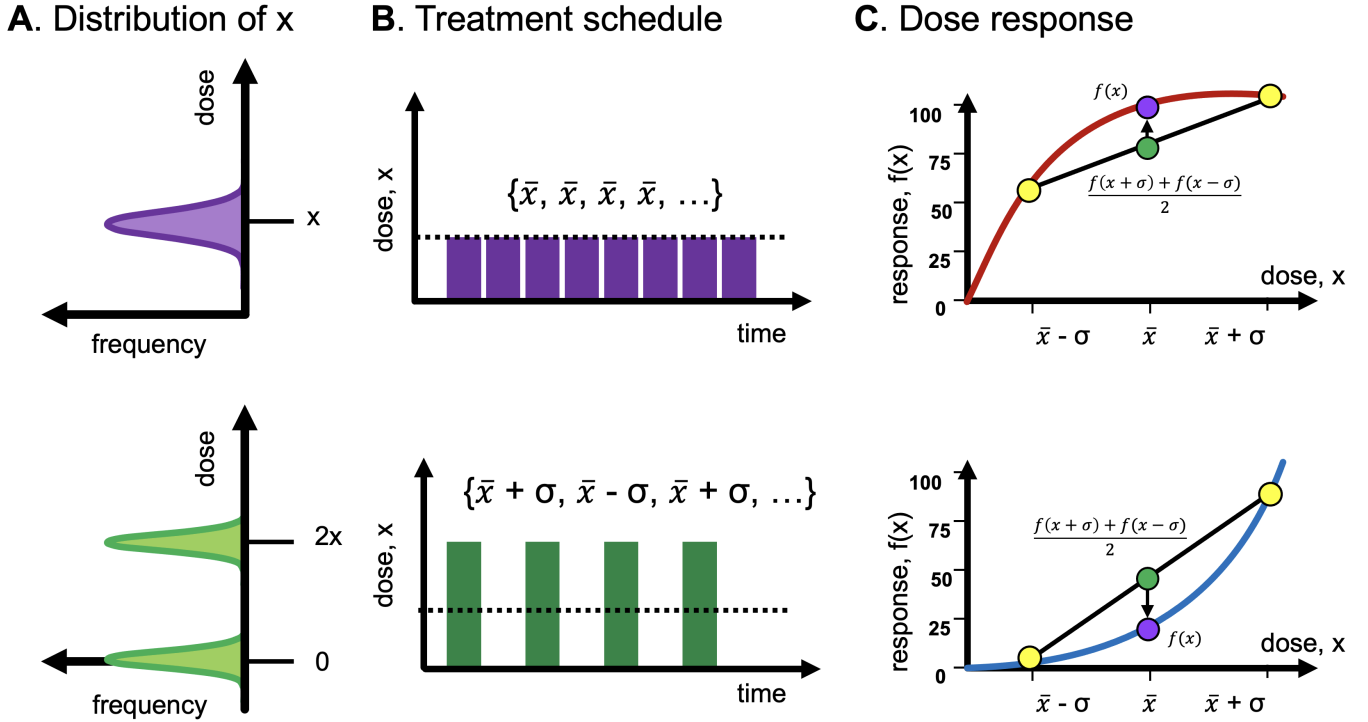 A. Distribution of x
B. Treatment schedule
C. Dose response
dose
x
frequency
dose, x
{x̄, x̄, x̄, x̄, …}
time
response, f(x)
100
75
50
25
0
f(x)
f(x + σ) + f(x − σ)
2
dose, x
x̄ - σ
x̄
x̄ + σ
dose
2x
0
frequency
dose, x
{x̄ + σ, x̄ - σ, x̄ + σ, …}
time
response, f(x)
100
75
50
25
0
f(x + σ) + f(x − σ)
2
f(x)
dose, x
x̄ - σ
x̄
x̄ + σ